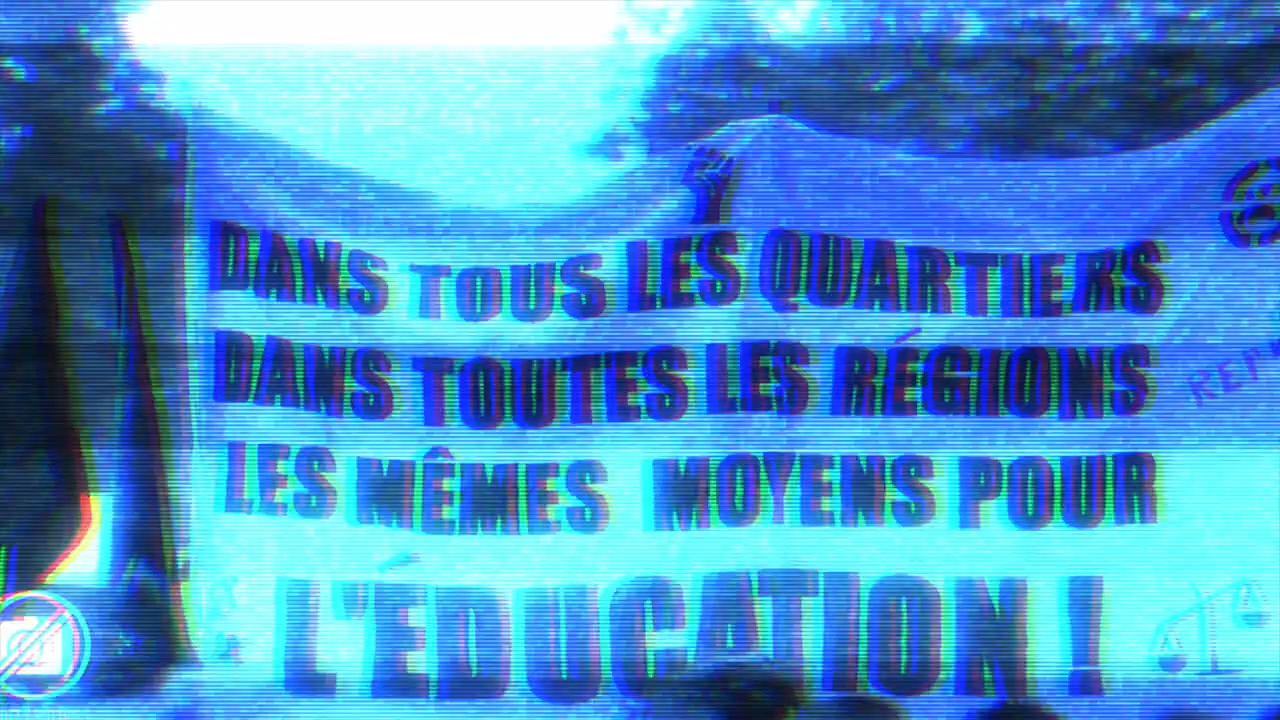 DANS TOUS LES QUARTIERS
DANS TOUTES LES RÉGIONS
LES MÊMES MOYENS POUR
L'ÉDUCATION !